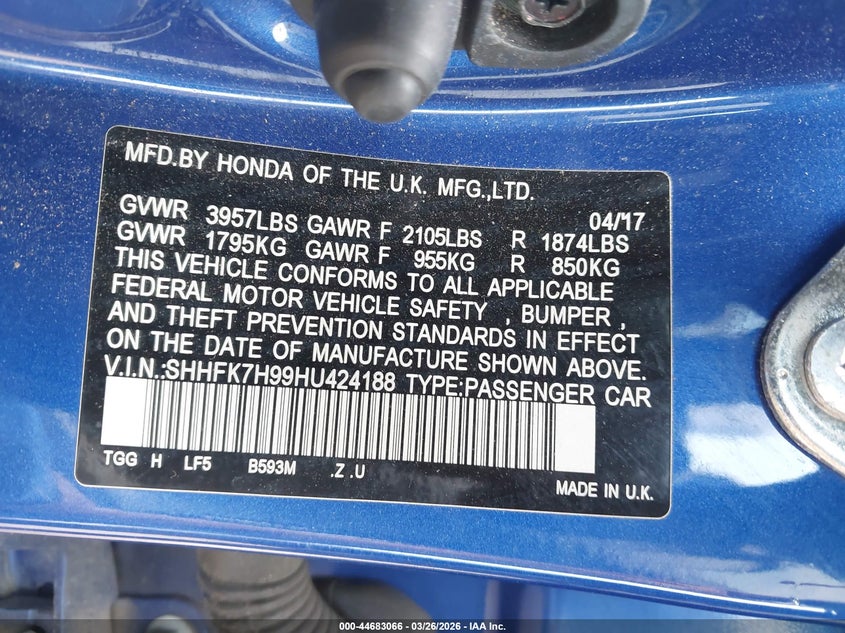 MFD.BY HONDA OF THE U.K. MFG.,LTD.
04/'17
GVWR 3957LBS GAWR F 2105LBS R 1874LBS
GVWR 1795KG GAWR F 955KG R 850KG
THIS VEHICLE CONFORMS TO ALL APPLICABLE
FEDERAL MOTOR VEHICLE SAFETY , BUMPER ,
AND THEFT PREVENTION STANDARDS IN EFFECT
ON THE DATE OF MANUFACTURE SHOWN ABOVE.
V.I.N.:SHHFK7H99HU424188 TYPE:PASSENGER CAR
TGG H LF5 B593M .Z .U
MADE IN U.K.
000-44683066 - 03/26/2026 - IAA Inc.